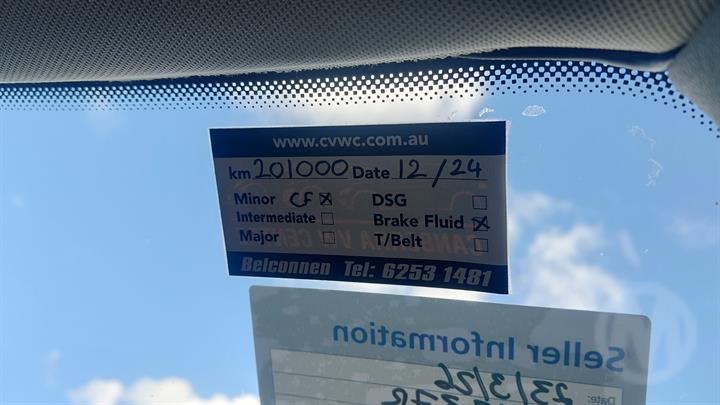 www.cvwc.com.au
km 201000 Date 12/24
Minor CF ☒ DSG ☐
Intermediate ☐ Brake Fluid ☒
Major ☐ T/Belt ☐
Belconnen Tel: 6253 1481
Seller Information
Date: 23/3/26